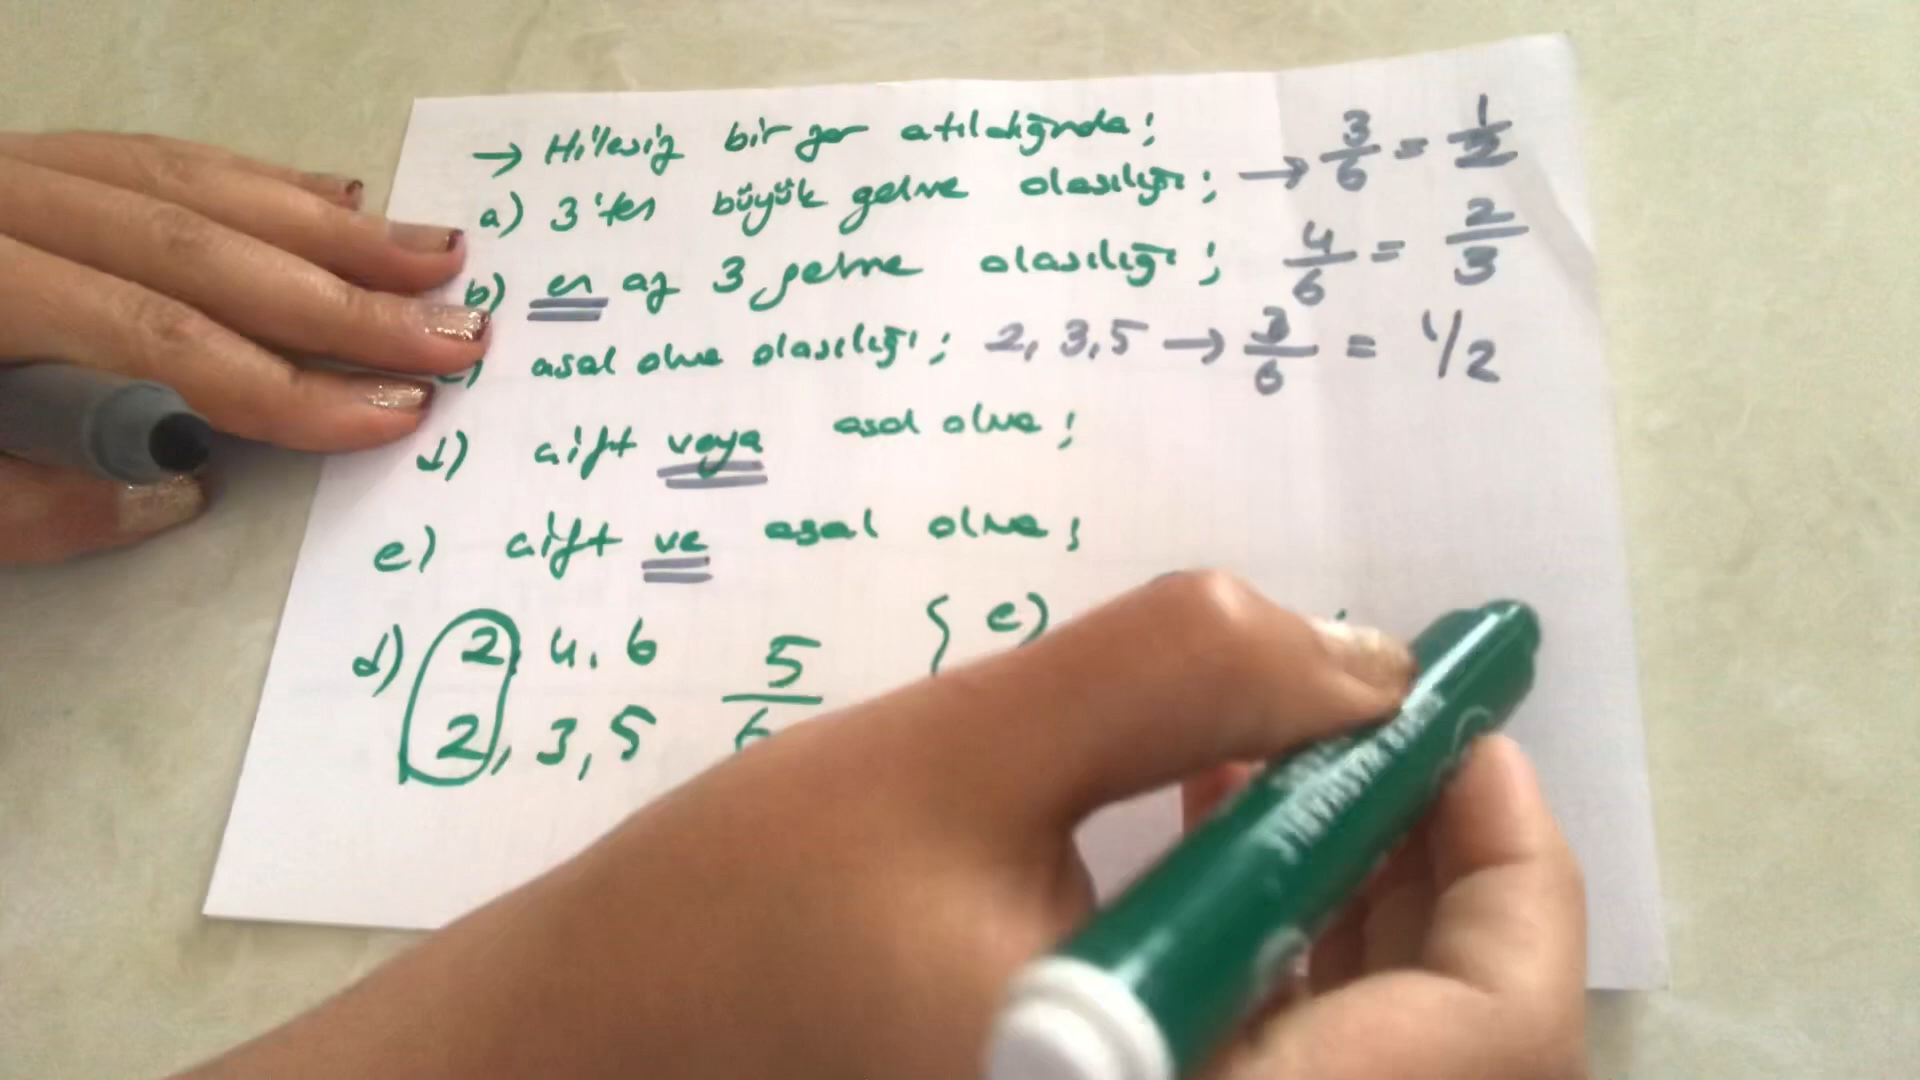 → Hilesiz bir zar atıldığında;
a) 3'ten büyük gelme olasılığı; → 3/6 = 1/2
b) en az 3 gelme olasılığı; 4/6 = 2/3
c) asal olma olasılığı; 2, 3, 5 → 3/6 = 1/2
d) çift veya asal olma;
e) çift ve asal olma;
d) 2, 4, 6
2, 3, 5
5/6
{ e)